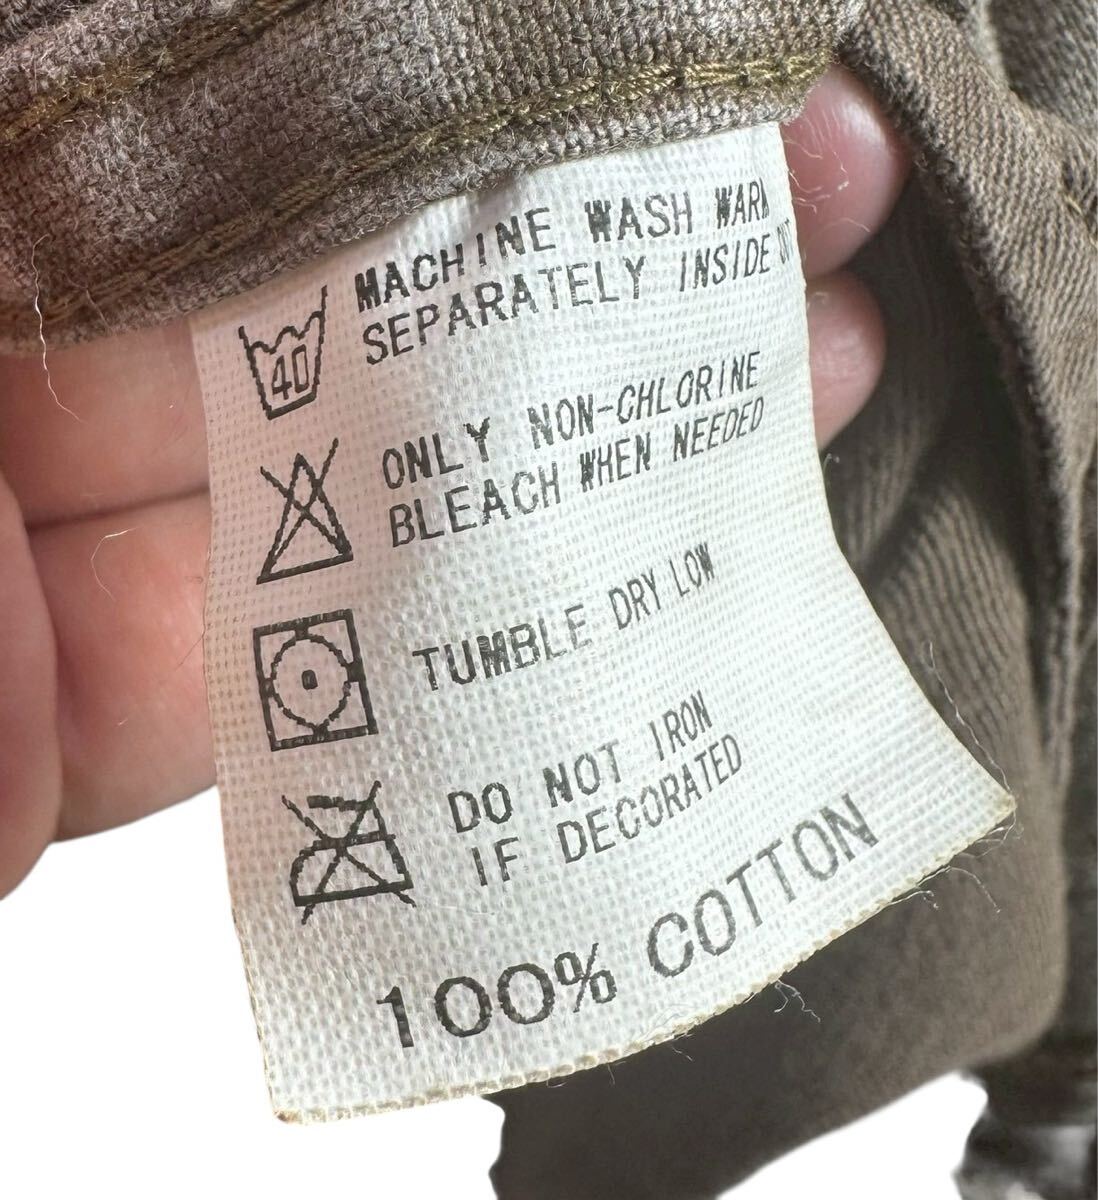 MACHINE WASH WARM
SEPARATELY INSIDE OUT
40
ONLY NON-CHLORINE
BLEACH WHEN NEEDED
TUMBLE DRY LOW
DO NOT IRON
IF DECORATED
100% COTTON